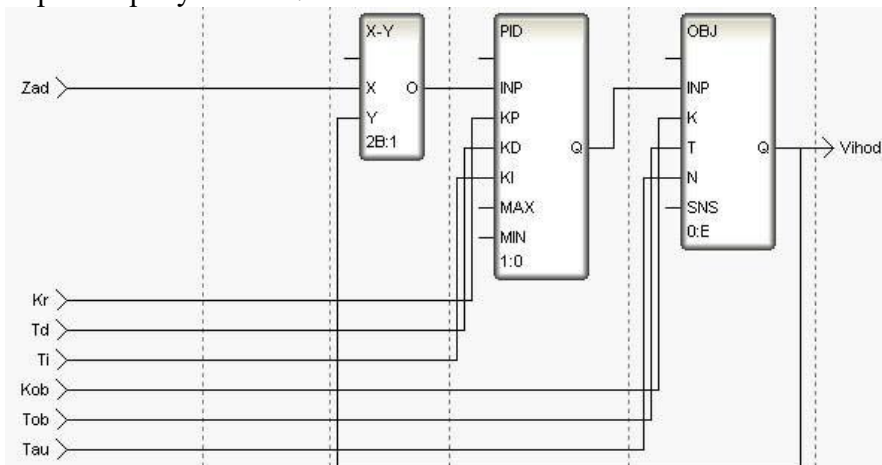 X-Y
X O
Y
2B:1
PID
INP
KP
KD Q
KI
MAX
MIN
1:0
OBJ
INP
K
T Q
N
SNS
0:E
Zad
Vihod
Kr
Td
Ti
Kob
Tob
Tau